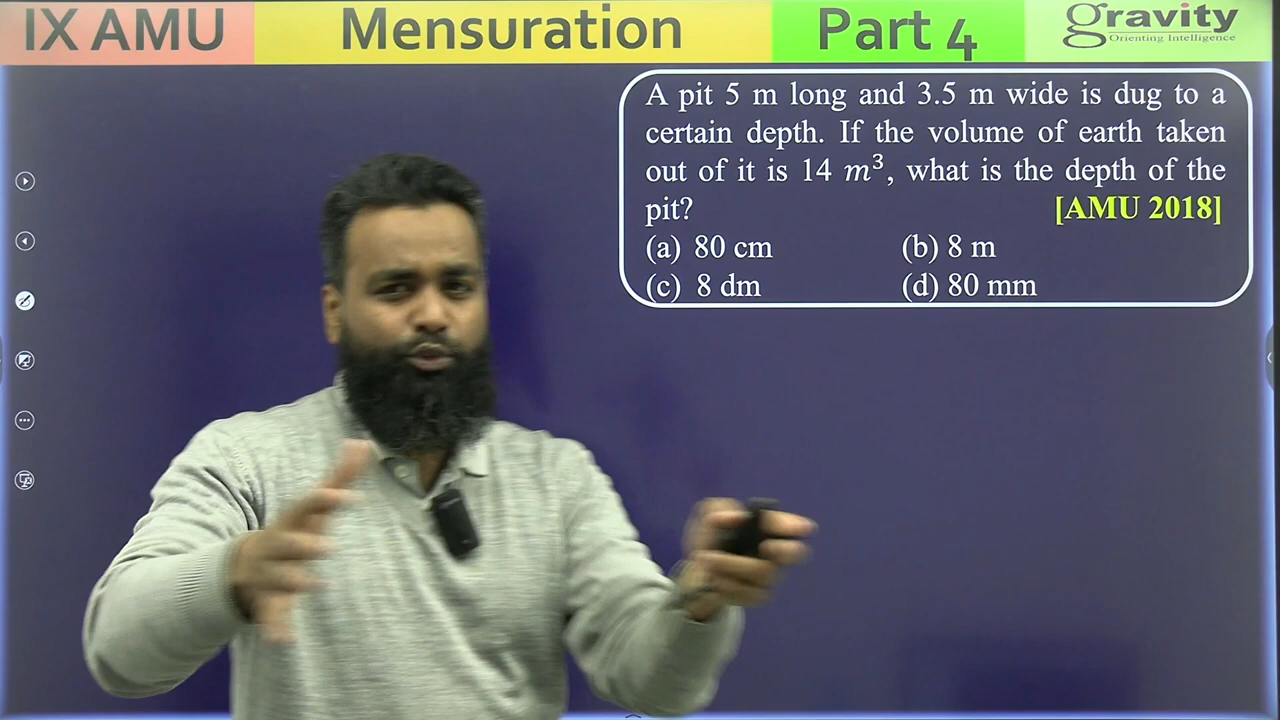 IX AMU
Mensuration
Part 4
gravity
Orienting Intelligence
A pit 5 m long and 3.5 m wide is dug to a
certain depth. If the volume of earth taken
out of it is 14 m³, what is the depth of the
pit? [AMU 2018]
(a) 80 cm (b) 8 m
(c) 8 dm (d) 80 mm